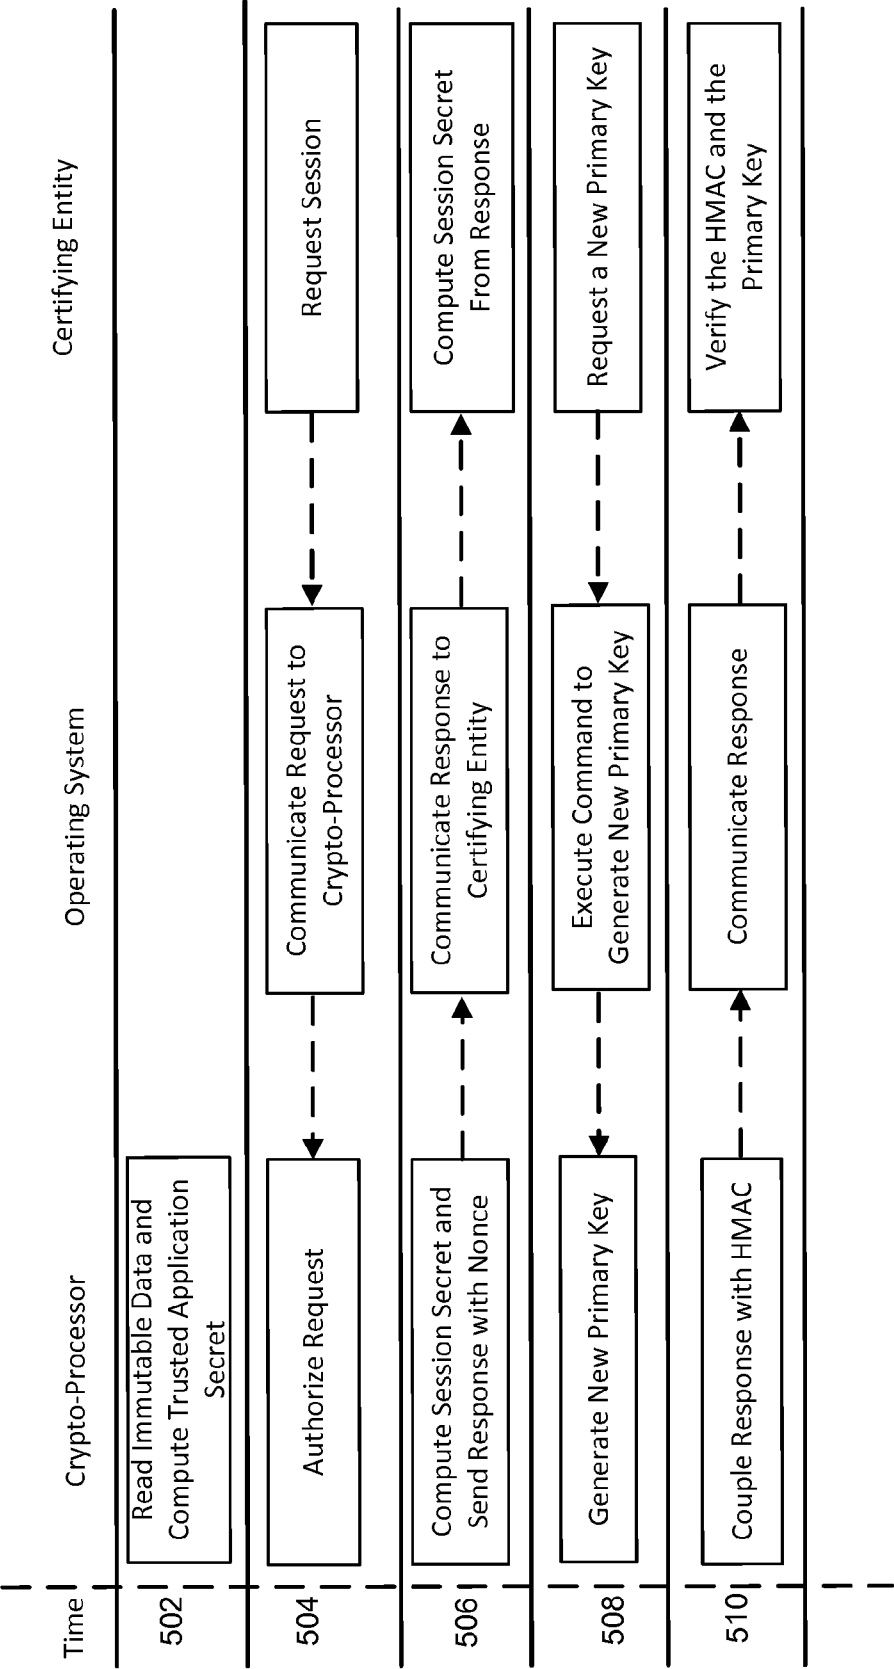 Time
Crypto-Processor
Operating System
Certifying Entity
502
Read Immutable Data and
Compute Trusted Application
Secret
504
Authorize Request
Communicate Request to
Crypto-Processor
Request Session
506
Compute Session Secret and
Send Response with Nonce
Communicate Response to
Certifying Entity
Compute Session Secret
From Response
508
Generate New Primary Key
Execute Command to
Generate New Primary Key
Request a New Primary Key
510
Couple Response with HMAC
Communicate Response
Verify the HMAC and the
Primary Key